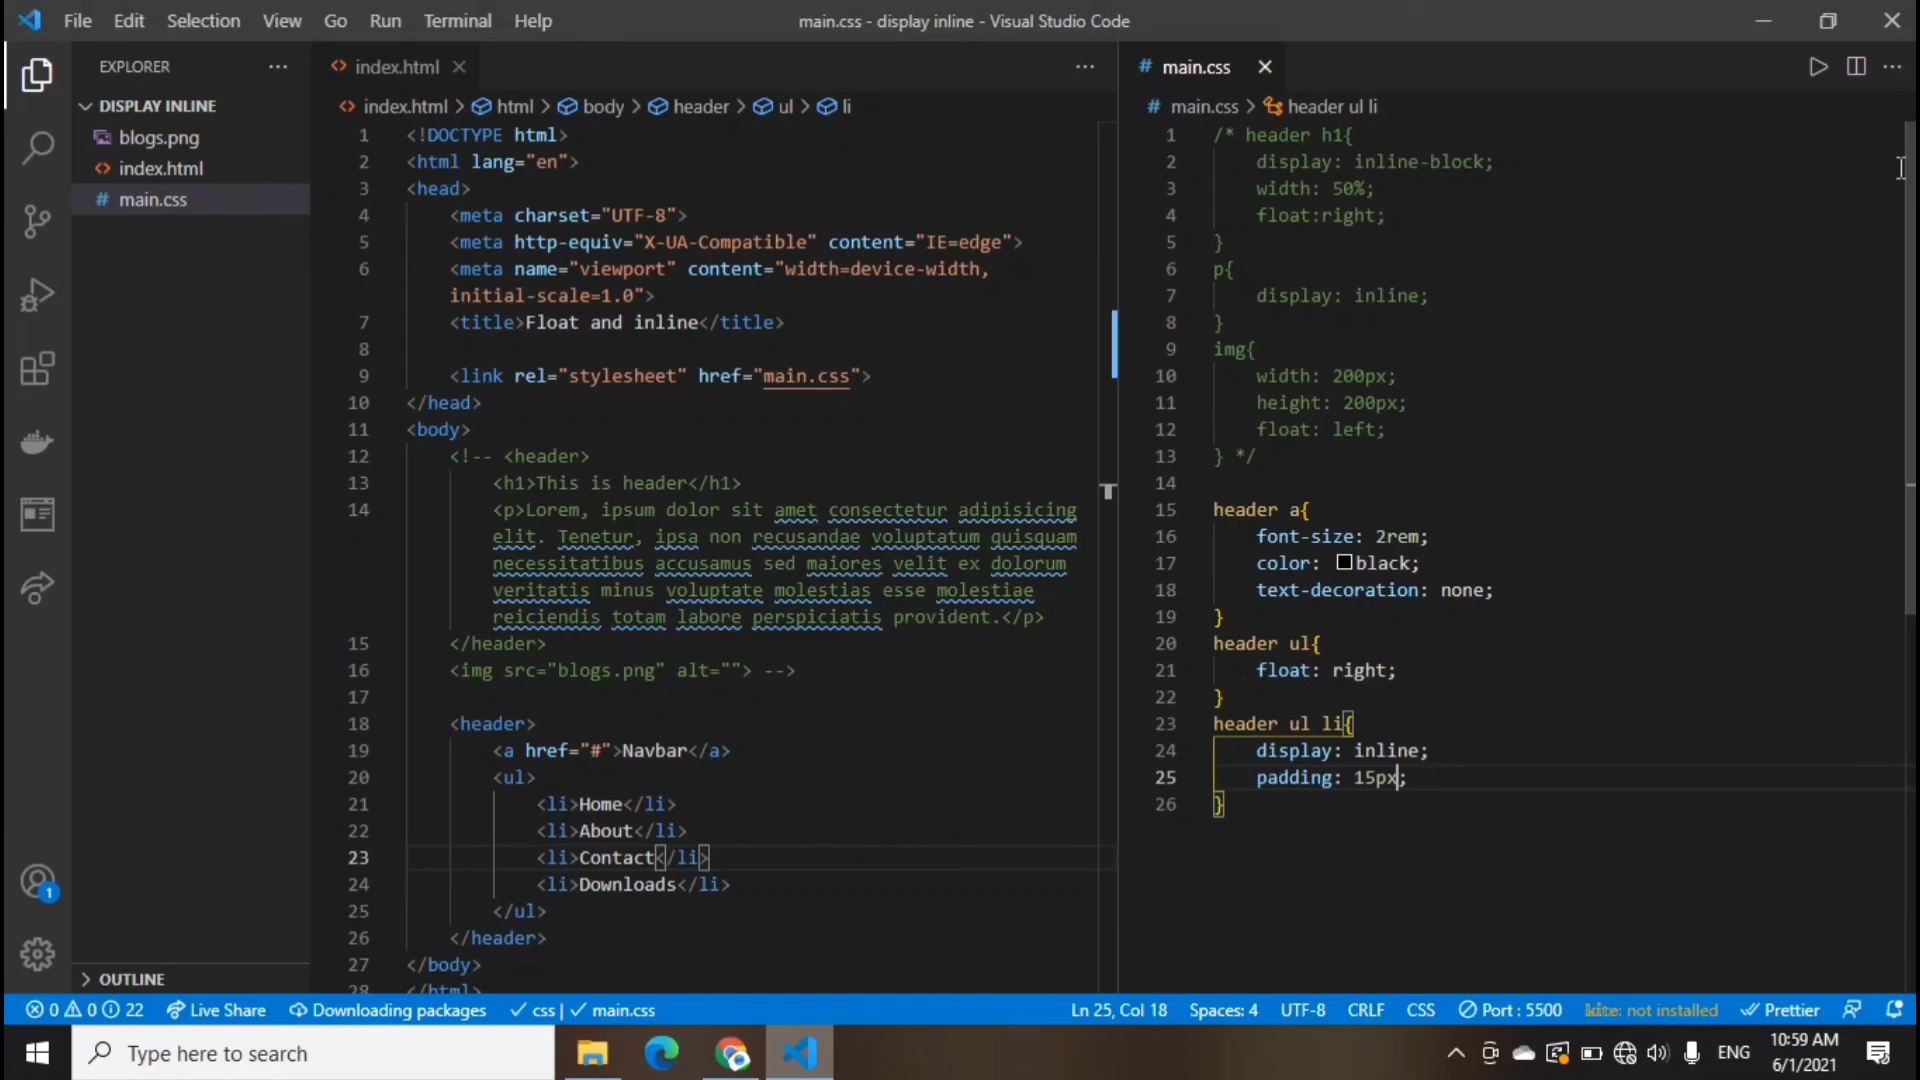 File Edit Selection View Go Run Terminal Help
main.css - display inline - Visual Studio Code
EXPLORER
DISPLAY INLINE
blogs.png
index.html
main.css
OUTLINE
index.html
index.html > html > body > header > ul > li
1 <!DOCTYPE html>
2 <html lang="en">
3 <head>
4 <meta charset="UTF-8">
5 <meta http-equiv="X-UA-Compatible" content="IE=edge">
6 <meta name="viewport" content="width=device-width,
initial-scale=1.0">
7 <title>Float and inline</title>
8
9 <link rel="stylesheet" href="main.css">
10 </head>
11 <body>
12 <!-- <header>
13 <h1>This is header</h1>
14 <p>Lorem, ipsum dolor sit amet consectetur adipisicing
elit. Tenetur, ipsa non recusandae voluptatum quisquam
necessitatibus accusamus sed maiores velit ex dolorum
veritatis minus voluptate molestias esse molestiae
reiciendis totam labore perspiciatis provident.</p>
15 </header>
16 <img src="blogs.png" alt=""> -->
17
18 <header>
19 <a href="#">Navbar</a>
20 <ul>
21 <li>Home</li>
22 <li>About</li>
23 <li>Contact</li>
24 <li>Downloads</li>
25 </ul>
26 </header>
27 </body>
28 </html>
# main.css
# main.css > header ul li
1 /* header h1{
2 display: inline-block;
3 width: 50%;
4 float:right;
5 }
6 p{
7 display: inline;
8 }
9 img{
10 width: 200px;
11 height: 200px;
12 float: left;
13 } */
14
15 header a{
16 font-size: 2rem;
17 color: black;
18 text-decoration: none;
19 }
20 header ul{
21 float: right;
22 }
23 header ul li{
24 display: inline;
25 padding: 15px;
26 }
1
0 0 22 Live Share Downloading packages css | main.css
Ln 25, Col 18 Spaces: 4 UTF-8 CRLF CSS Port : 5500 kite: not installed Prettier
Type here to search
ENG
10:59 AM
6/1/2021